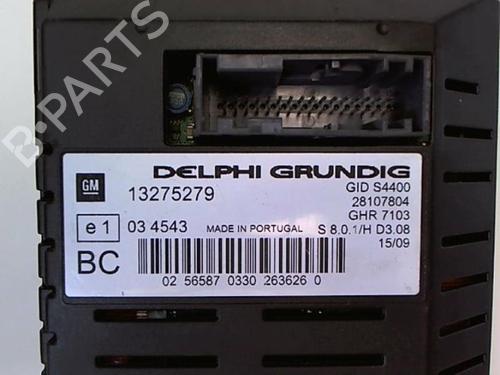 B-PARTS
DELPHI GRUNDIG
GM
13275279
GID S4400
28107804
GHR 7103
e1
03 4543
MADE IN PORTUGAL
S 8.0.1/H D3.08
15/09
BC
02 56587 0330 263626 0